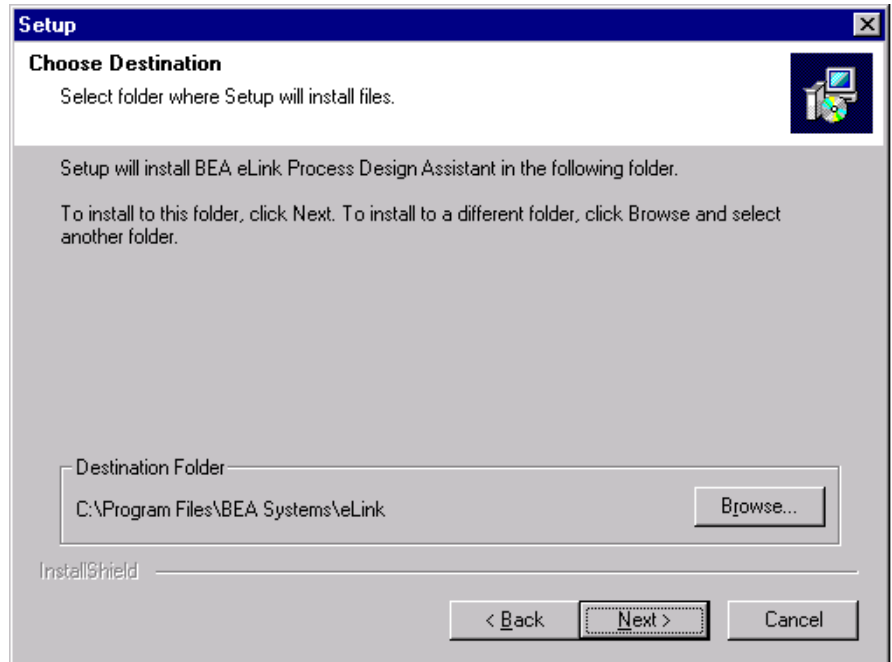 Setup
Choose Destination
Select folder where Setup will install files.
Setup will install BEA eLink Process Design Assistant in the following folder.
To install to this folder, click Next. To install to a different folder, click Browse and select
another folder.
Destination Folder
C:\Program Files\BEA Systems\eLink
Browse...
InstallShield
< Back
Next >
Cancel